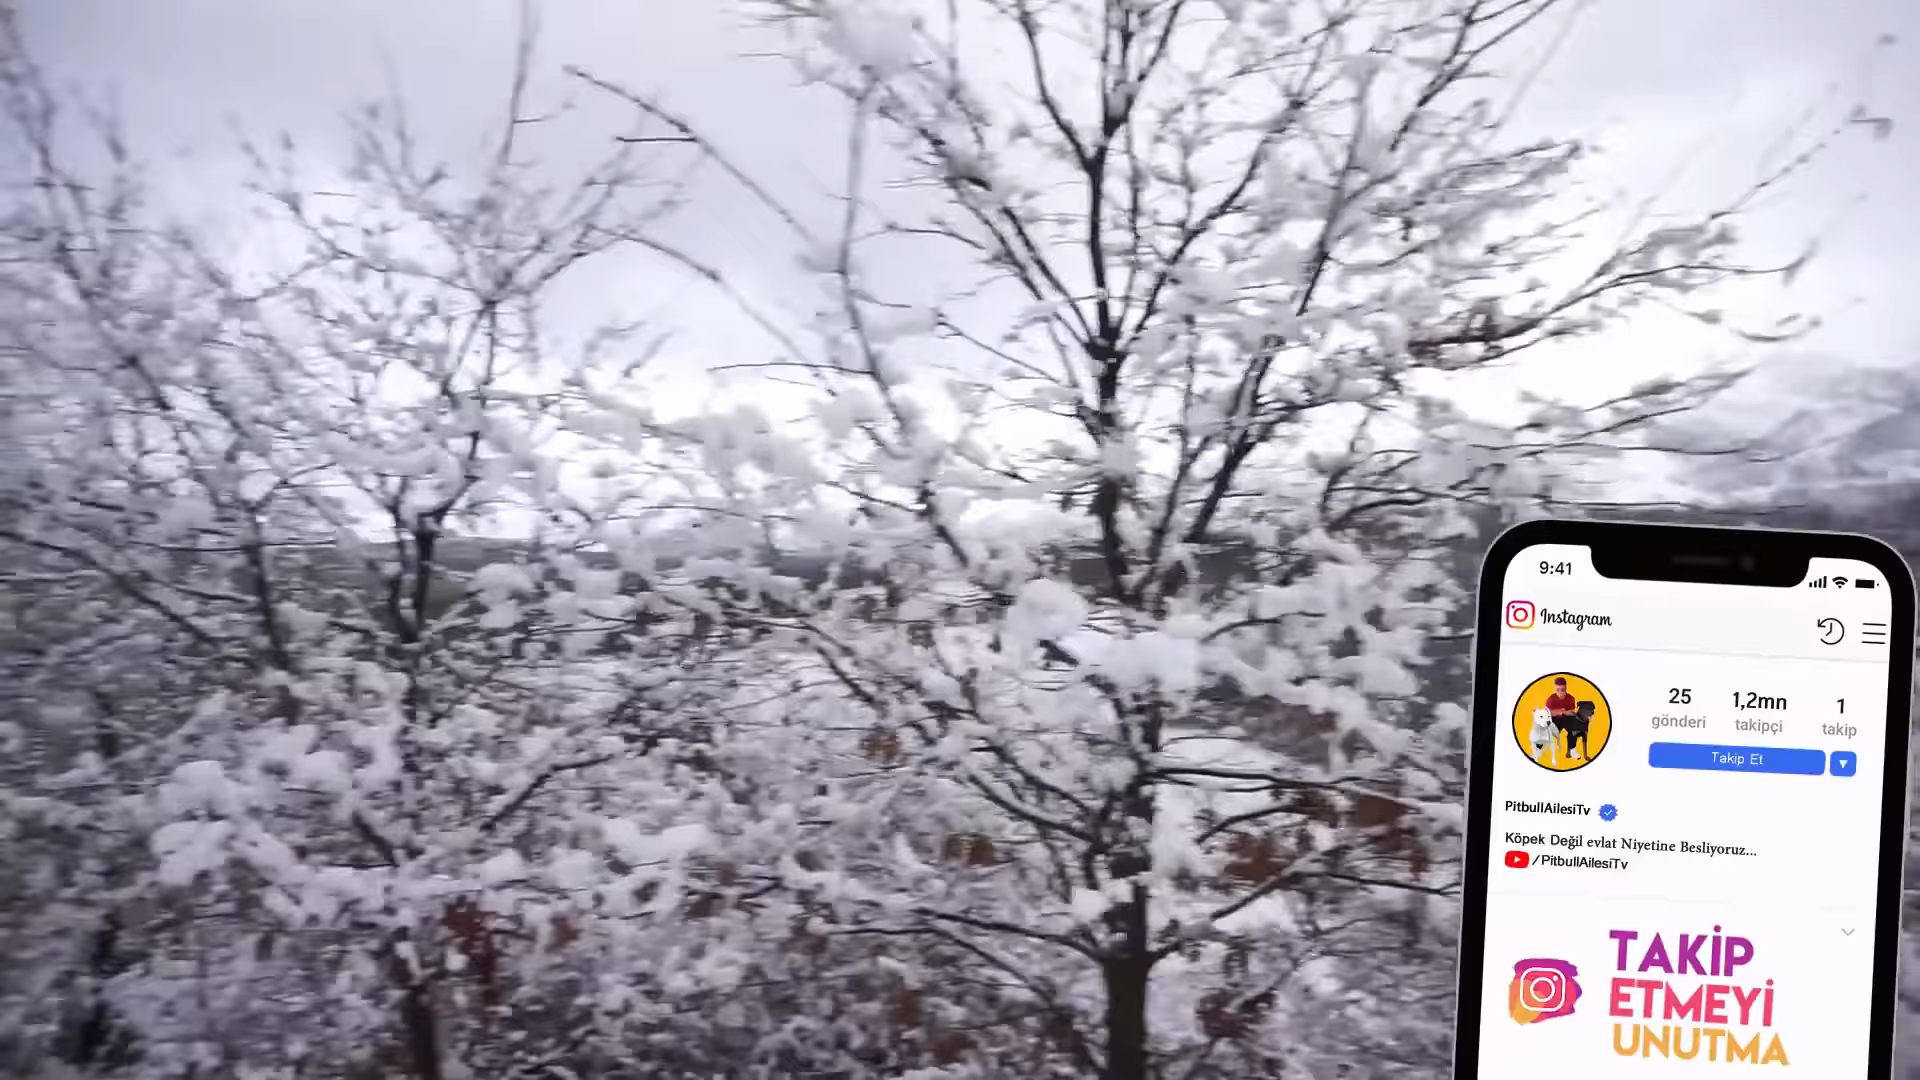 9:41
Instagram
25
1,2mn
1
gönderi
takipçi
takip
Takip Et
PitbullAilesiTv
Köpek Değil evlat Niyetine Besliyoruz...
/PitbullAilesiTv
TAKİP
ETMEYİ
UNUTMA